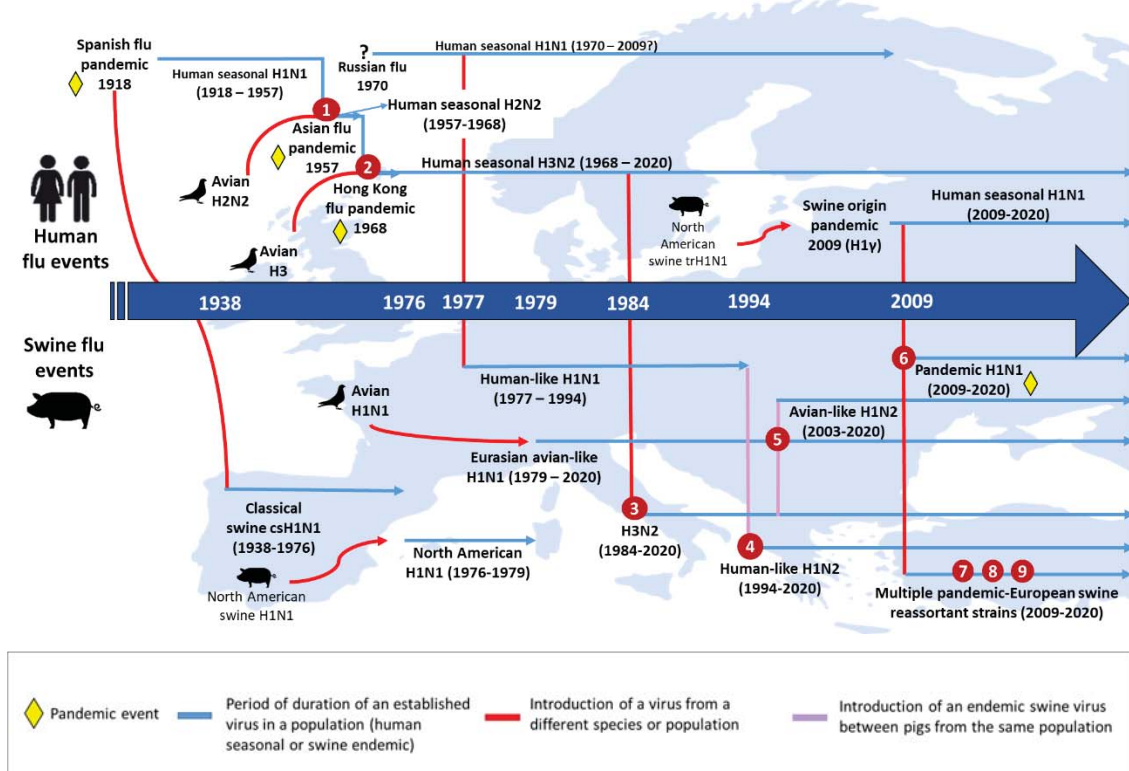 Spanish flu
pandemic
1918
Human seasonal H1N1
(1918 – 1957)
?
Russian flu
1970
Human seasonal H1N1 (1970 – 2009?)
1
Asian flu
pandemic
1957
Human seasonal H2N2
(1957-1968)
2
Hong Kong
flu pandemic
1968
Human seasonal H3N2 (1968 – 2020)
Avian
H2N2
Avian
H3
Human
flu events
North
American
swine trH1N1
Swine origin
pandemic
2009 (H1γ)
Human seasonal H1N1
(2009-2020)
1938
1976
1977
1979
1984
1994
2009
Swine flu
events
6
Pandemic H1N1
(2009-2020)
Human-like H1N1
(1977 – 1994)
Avian
H1N1
Avian-like H1N2
(2003-2020)
5
Eurasian avian-like
H1N1 (1979 – 2020)
Classical
swine csH1N1
(1938-1976)
3
H3N2
(1984-2020)
4
Human-like H1N2
(1994-2020)
North American
H1N1 (1976-1979)
North American
swine H1N1
7 8 9
Multiple pandemic-European swine
reassortant strains (2009-2020)
Pandemic event
Period of duration of an established
virus in a population (human
seasonal or swine endemic)
Introduction of a virus from a
different species or population
Introduction of an endemic swine virus
between pigs from the same population